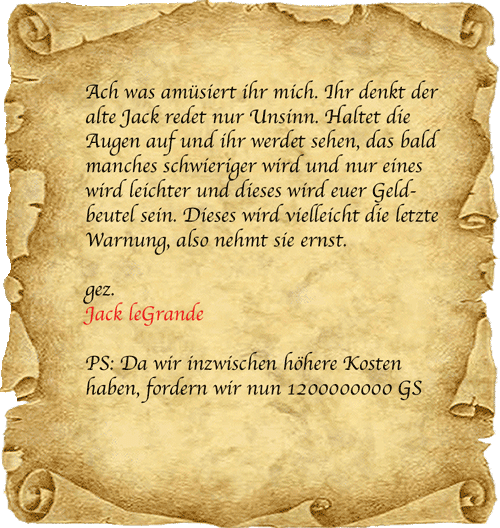 Ach was amüsiert ihr mich. Ihr denkt der
alte Jack redet nur Unsinn. Haltet die
Augen auf und ihr werdet sehen, das bald
manches schwieriger wird und nur eines
wird leichter und dieses wird euer Geld-
beutel sein. Dieses wird vielleicht die letzte
Warnung, also nehmt sie ernst.
gez.
Jack leGrande
PS: Da wir inzwischen höhere Kosten
haben, fordern wir nun 1200000000 GS